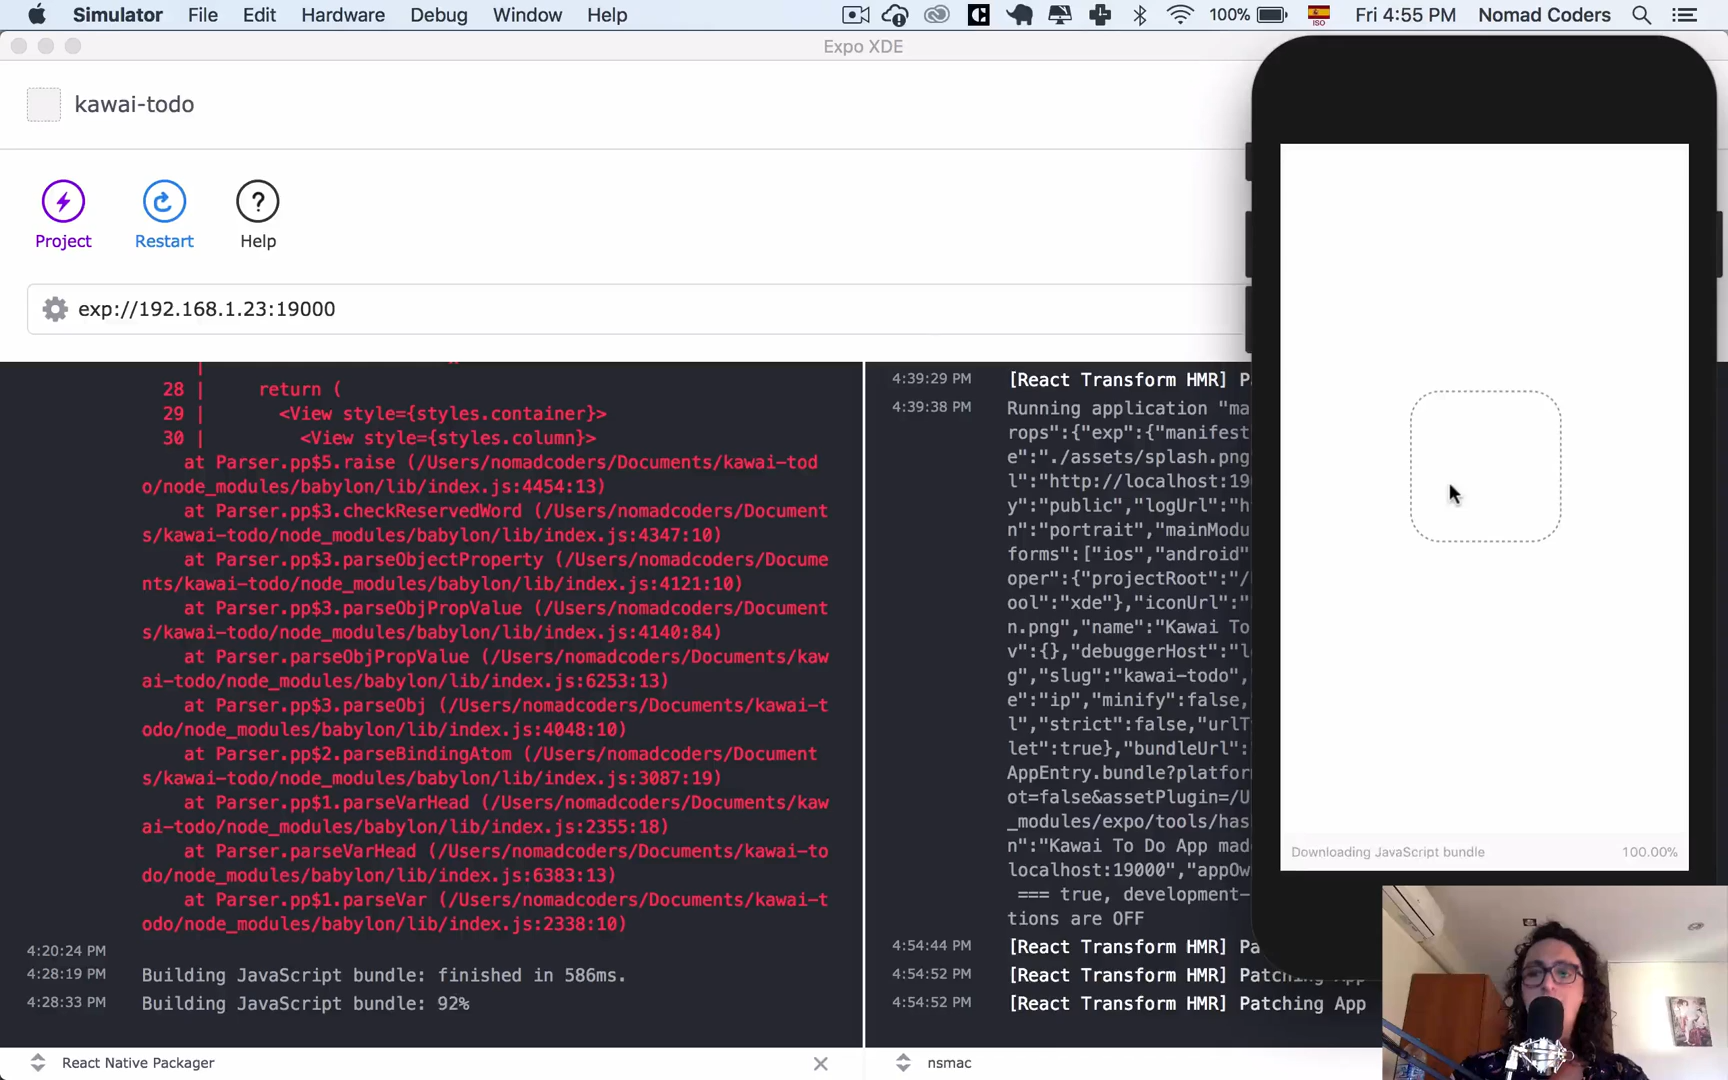 Simulator File Edit Hardware Debug Window Help 100% ISO Fri 4:55 PM Nomad Coders
Expo XDE
kawai-todo
Project Restart Help
exp://192.168.1.23:19000
28 | return (
29 | <View style={styles.container}>
30 | <View style={styles.column}>
at Parser.pp$5.raise (/Users/nomadcoders/Documents/kawai-tod
o/node_modules/babylon/lib/index.js:4454:13)
at Parser.pp$3.checkReservedWord (/Users/nomadcoders/Document
s/kawai-todo/node_modules/babylon/lib/index.js:4347:10)
at Parser.pp$3.parseObjectProperty (/Users/nomadcoders/Docume
nts/kawai-todo/node_modules/babylon/lib/index.js:4121:10)
at Parser.pp$3.parseObjPropValue (/Users/nomadcoders/Document
s/kawai-todo/node_modules/babylon/lib/index.js:4140:84)
at Parser.parseObjPropValue (/Users/nomadcoders/Documents/kaw
ai-todo/node_modules/babylon/lib/index.js:6253:13)
at Parser.pp$3.parseObj (/Users/nomadcoders/Documents/kawai-t
odo/node_modules/babylon/lib/index.js:4048:10)
at Parser.pp$2.parseBindingAtom (/Users/nomadcoders/Document
s/kawai-todo/node_modules/babylon/lib/index.js:3087:19)
at Parser.pp$1.parseVarHead (/Users/nomadcoders/Documents/kaw
ai-todo/node_modules/babylon/lib/index.js:2355:18)
at Parser.parseVarHead (/Users/nomadcoders/Documents/kawai-to
do/node_modules/babylon/lib/index.js:6383:13)
at Parser.pp$1.parseVar (/Users/nomadcoders/Documents/kawai-t
odo/node_modules/babylon/lib/index.js:2338:10)
4:20:24 PM
4:28:19 PM Building JavaScript bundle: finished in 586ms.
4:28:33 PM Building JavaScript bundle: 92%
React Native Packager
4:39:29 PM [React Transform HMR] P
4:39:38 PM Running application "ma
rops":{"exp":{"manifest
e":"./assets/splash.png
l":"http://localhost:19
y":"public","logUrl":"h
n":"portrait","mainModu
forms":["ios","android"
oper":{"projectRoot":"/
ool":"xde"},"iconUrl":"
n.png","name":"Kawai To
v":{},"debuggerHost":"l
g","slug":"kawai-todo",
e":"ip","minify":false,
l","strict":false,"urlT
let":true},"bundleUrl":
AppEntry.bundle?platfor
ot=false&assetPlugin=/U
_modules/expo/tools/has
n":"Kawai To Do App mad
localhost:19000","appOw
=== true, development-
tions are OFF
4:54:44 PM [React Transform HMR] Pa
4:54:52 PM [React Transform HMR] Patching App
4:54:52 PM [React Transform HMR] Patching App
nsmac
Downloading JavaScript bundle 100.00%